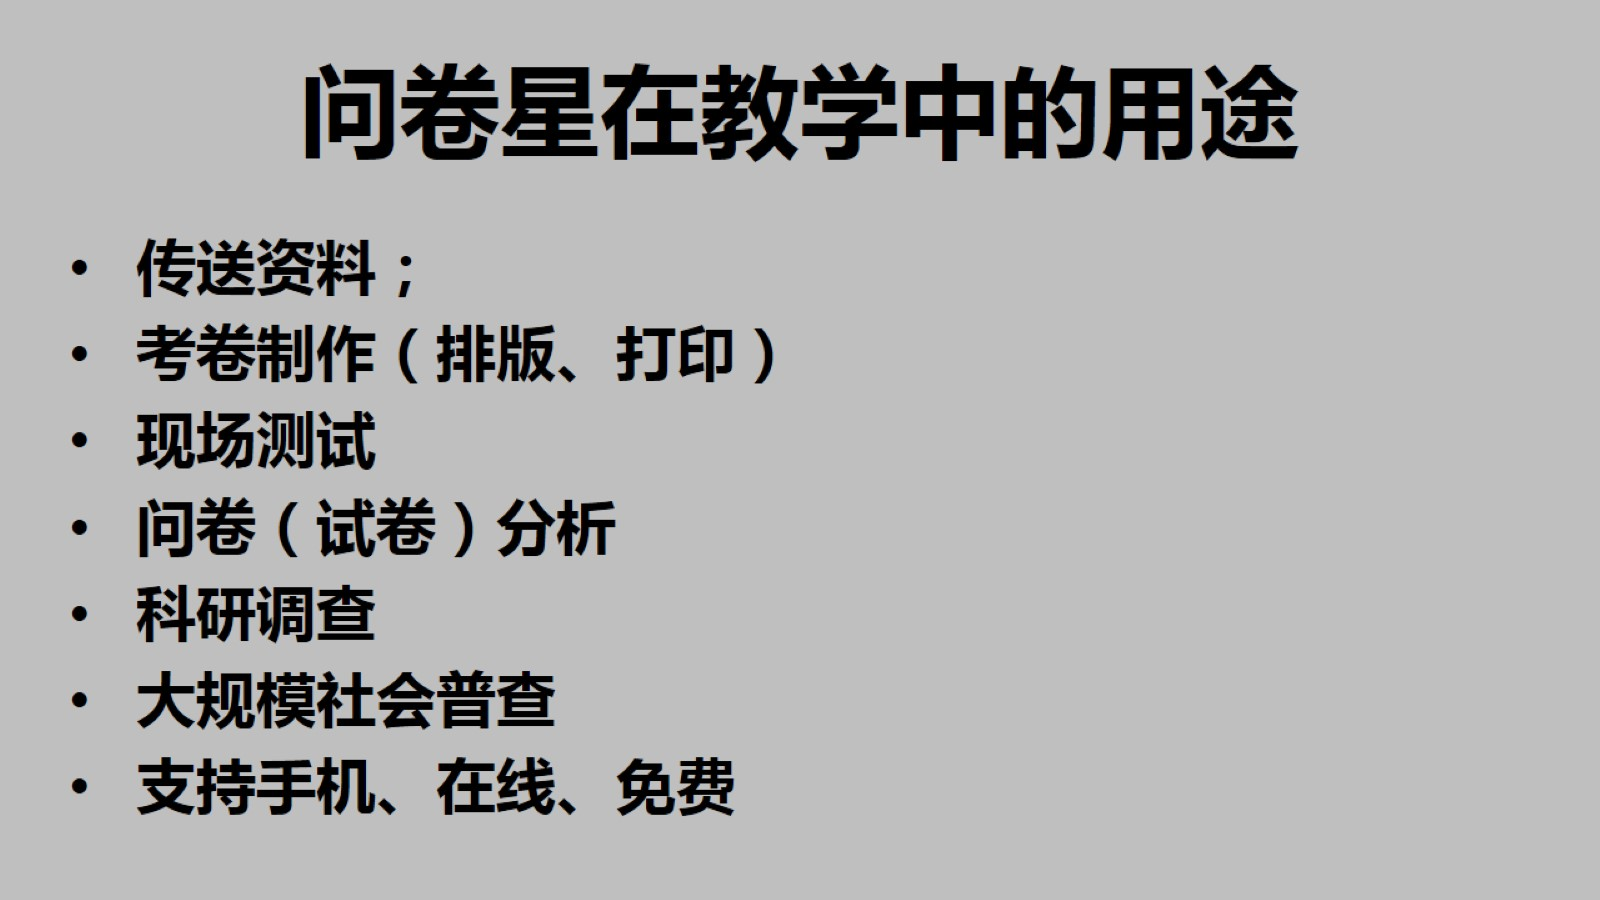 问卷星在教学中的用途
• 传送资料；
• 考卷制作（排版、打印）
• 现场测试
• 问卷（试卷）分析
• 科研调查
• 大规模社会普查
• 支持手机、在线、免费